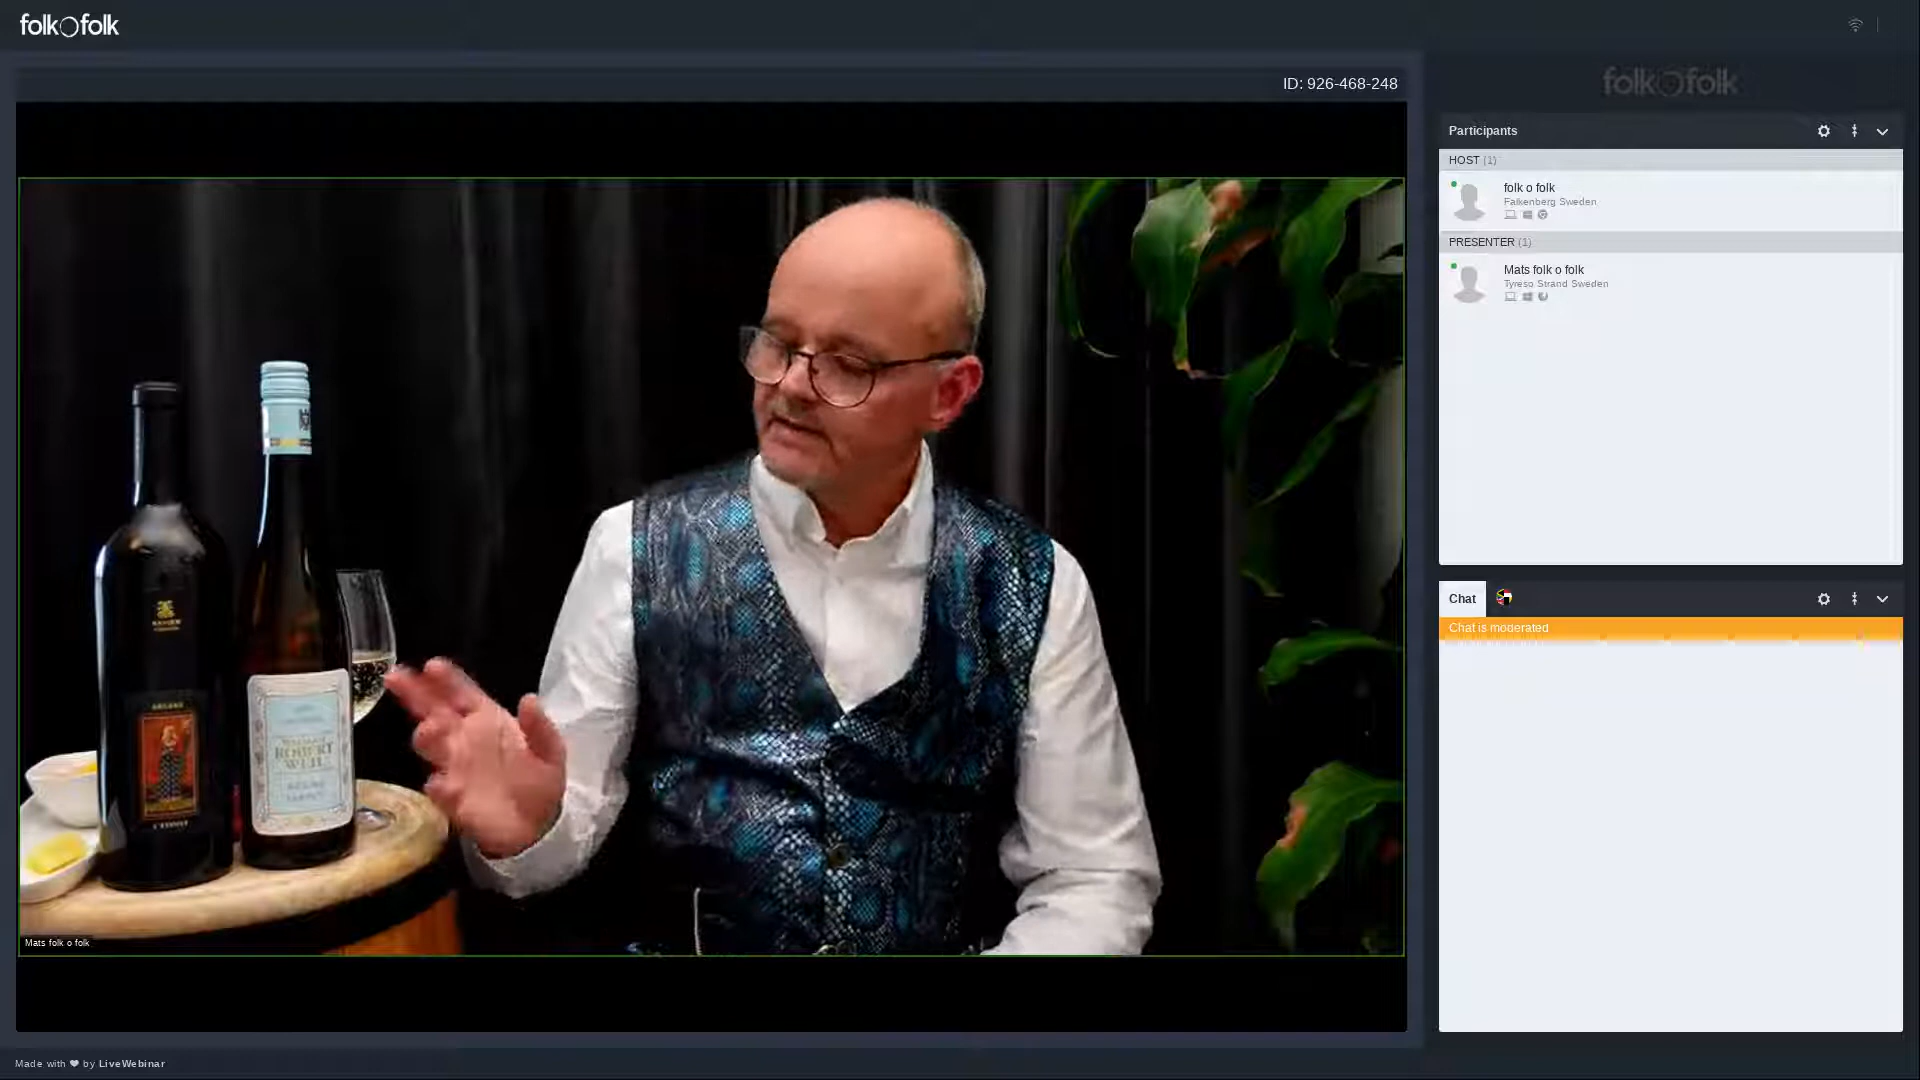 folk folk
ID: 926-468-248
folk folk
Participants
HOST (1)
folk o folk
Falkenberg Sweden
PRESENTER (1)
Mats folk o folk
Tyreso Strand Sweden
Chat
Chat is moderated
ROBERT
WEIL
Mats folk o folk
Made with by LiveWebinar